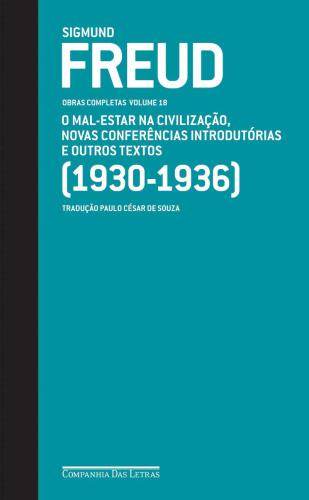 SIGMUND
FREUD
OBRAS COMPLETAS VOLUME 18
O MAL-ESTAR NA CIVILIZAÇÃO,
NOVAS CONFERÊNCIAS INTRODUTÓRIAS
E OUTROS TEXTOS
(1930-1936)
TRADUÇÃO PAULO CÉSAR DE SOUZA
COMPANHIA DAS LETRAS